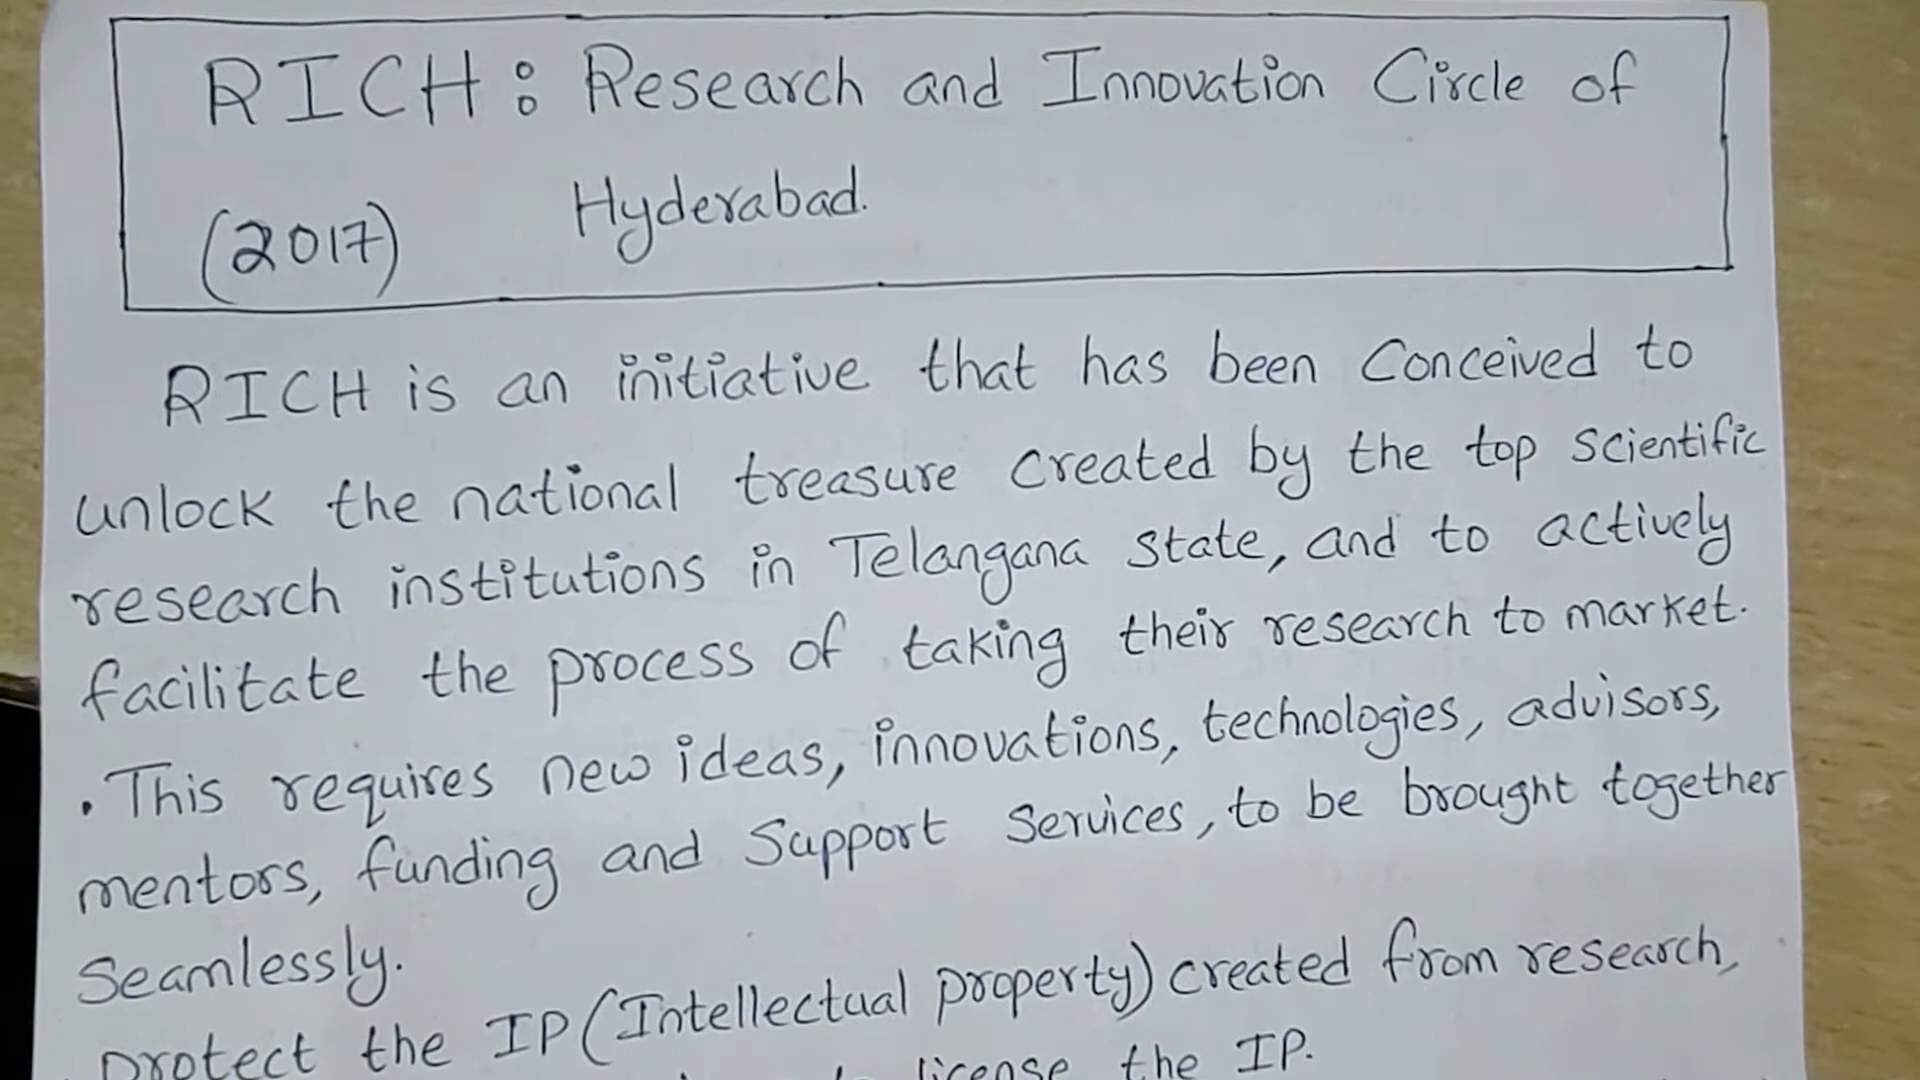 RICH: Research and Innovation Circle of
(2017) Hyderabad.
RICH is an initiative that has been Conceived to
unlock the national treasure created by the top Scientific
research institutions in Telangana State, and to actively
facilitate the process of taking their research to market.
• This requires new ideas, innovations, technologies, advisors,
mentors, funding and Support Services, to be brought together
Seamlessly.
protect the IP (Intellectual property) created from research,
license the IP.